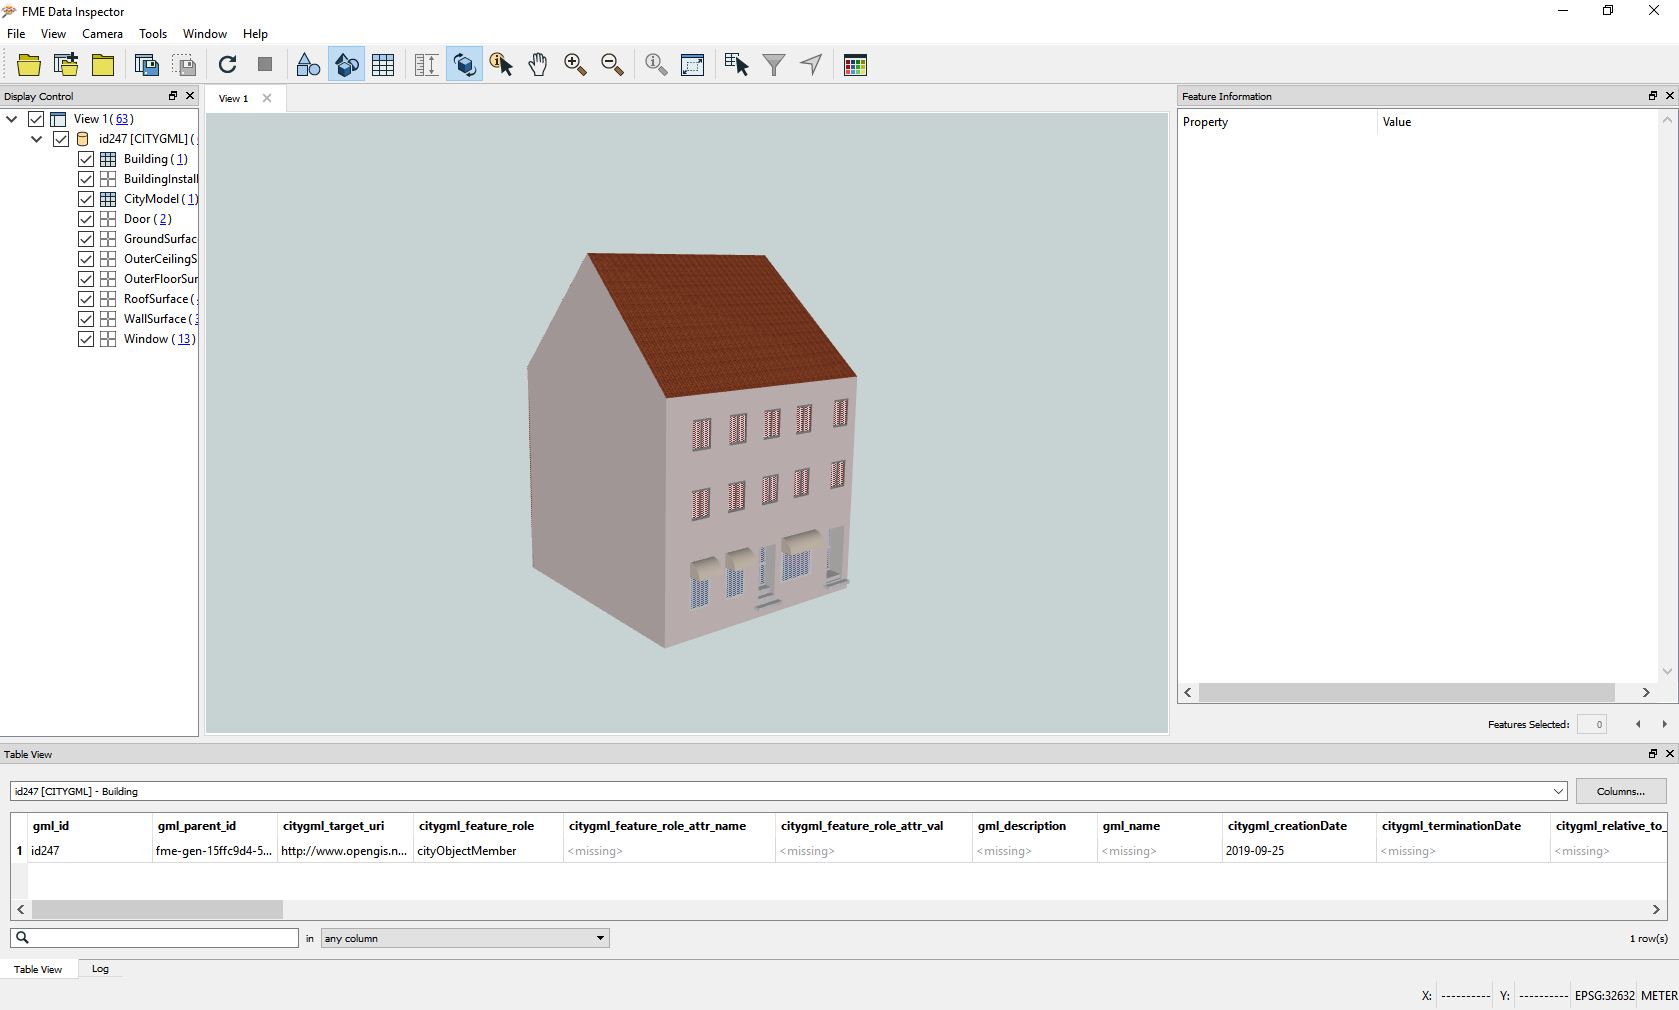 FME Data Inspector
File View Camera Tools Window Help
Display Control
View 1 (63)
id247 [CITYGML] (
Building (1)
BuildingInstall
CityModel (1)
Door (2)
GroundSurfac
OuterCeilingS
OuterFloorSur
RoofSurface (
WallSurface (
Window (13)
View 1
Feature Information
Property Value
Features Selected: 0
Table View
id247 [CITYGML] - Building
Columns...
gml_id gml_parent_id citygml_target_uri citygml_feature_role citygml_feature_role_attr_name citygml_feature_role_attr_val gml_description gml_name citygml_creationDate citygml_terminationDate citygml_relative_to_
1 id247 fme-gen-15ffc9d4-5... http://www.opengis.n... cityObjectMember <missing> <missing> <missing> <missing> 2019-09-25 <missing> <missing>
in any column
1 row(s)
Table View Log
X: ---------- Y: ---------- EPSG:32632 METER